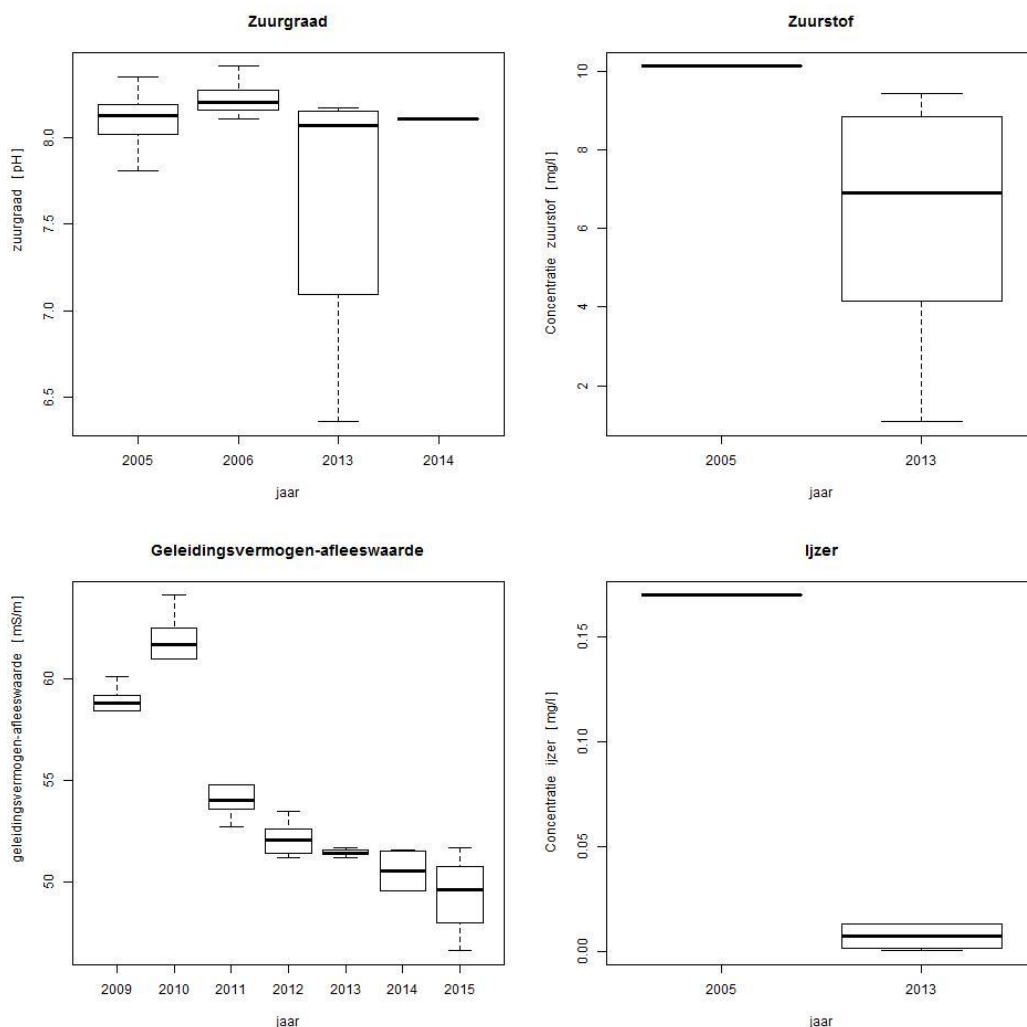 Zuurgraad
zuurgraad [ pH ]
8.0
7.5
7.0
6.5
2005 2006 2013 2014
jaar
Zuurstof
Concentratie zuurstof [ mg/l ]
10
8
6
4
2
2005 2013
jaar
Geleidingsvermogen-afleeswaarde
geleidingsvermogen-afleeswaarde [ mS/m ]
60
55
50
2009 2010 2011 2012 2013 2014 2015
jaar
Ijzer
Concentratie ijzer [ mg/l ]
0.15
0.10
0.05
0.00
2005 2013
jaar